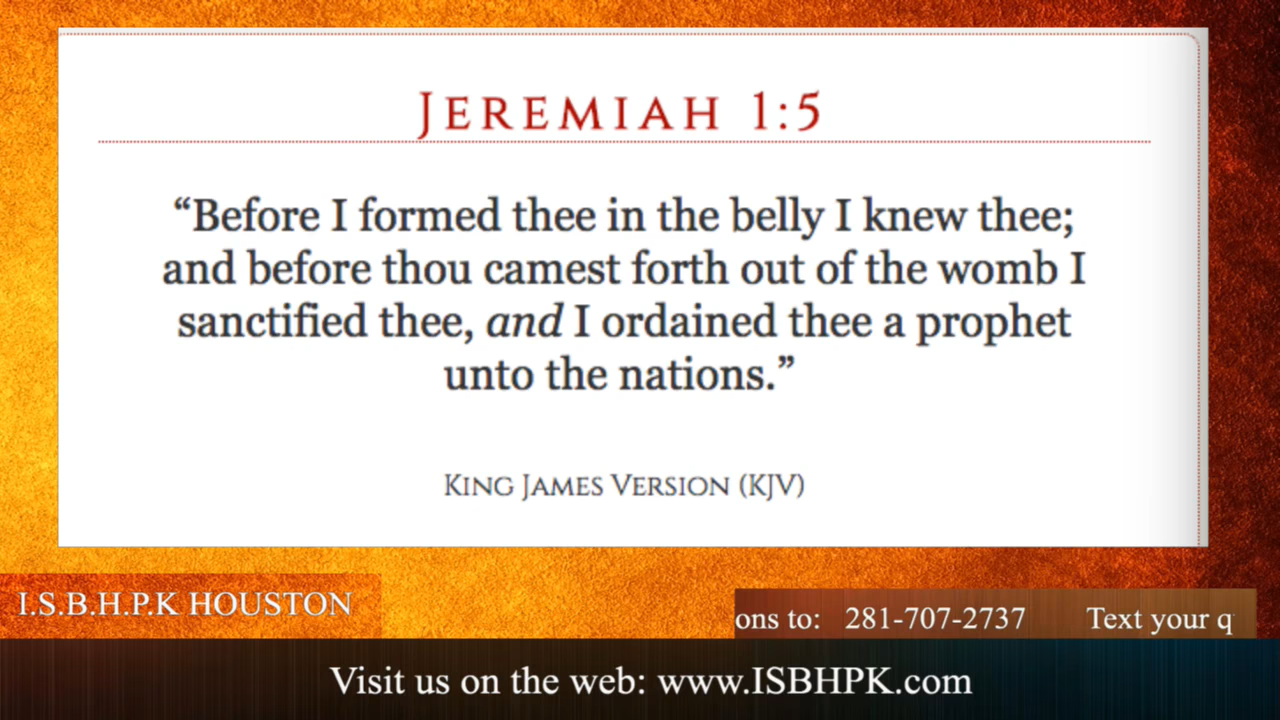 JEREMIAH 1:5
“Before I formed thee in the belly I knew thee;
and before thou camest forth out of the womb I
sanctified thee, and I ordained thee a prophet
unto the nations.”
KING JAMES VERSION (KJV)
I.S.B.H.P.K HOUSTON
ons to: 281-707-2737 Text your q
Visit us on the web: www.ISBHPK.com